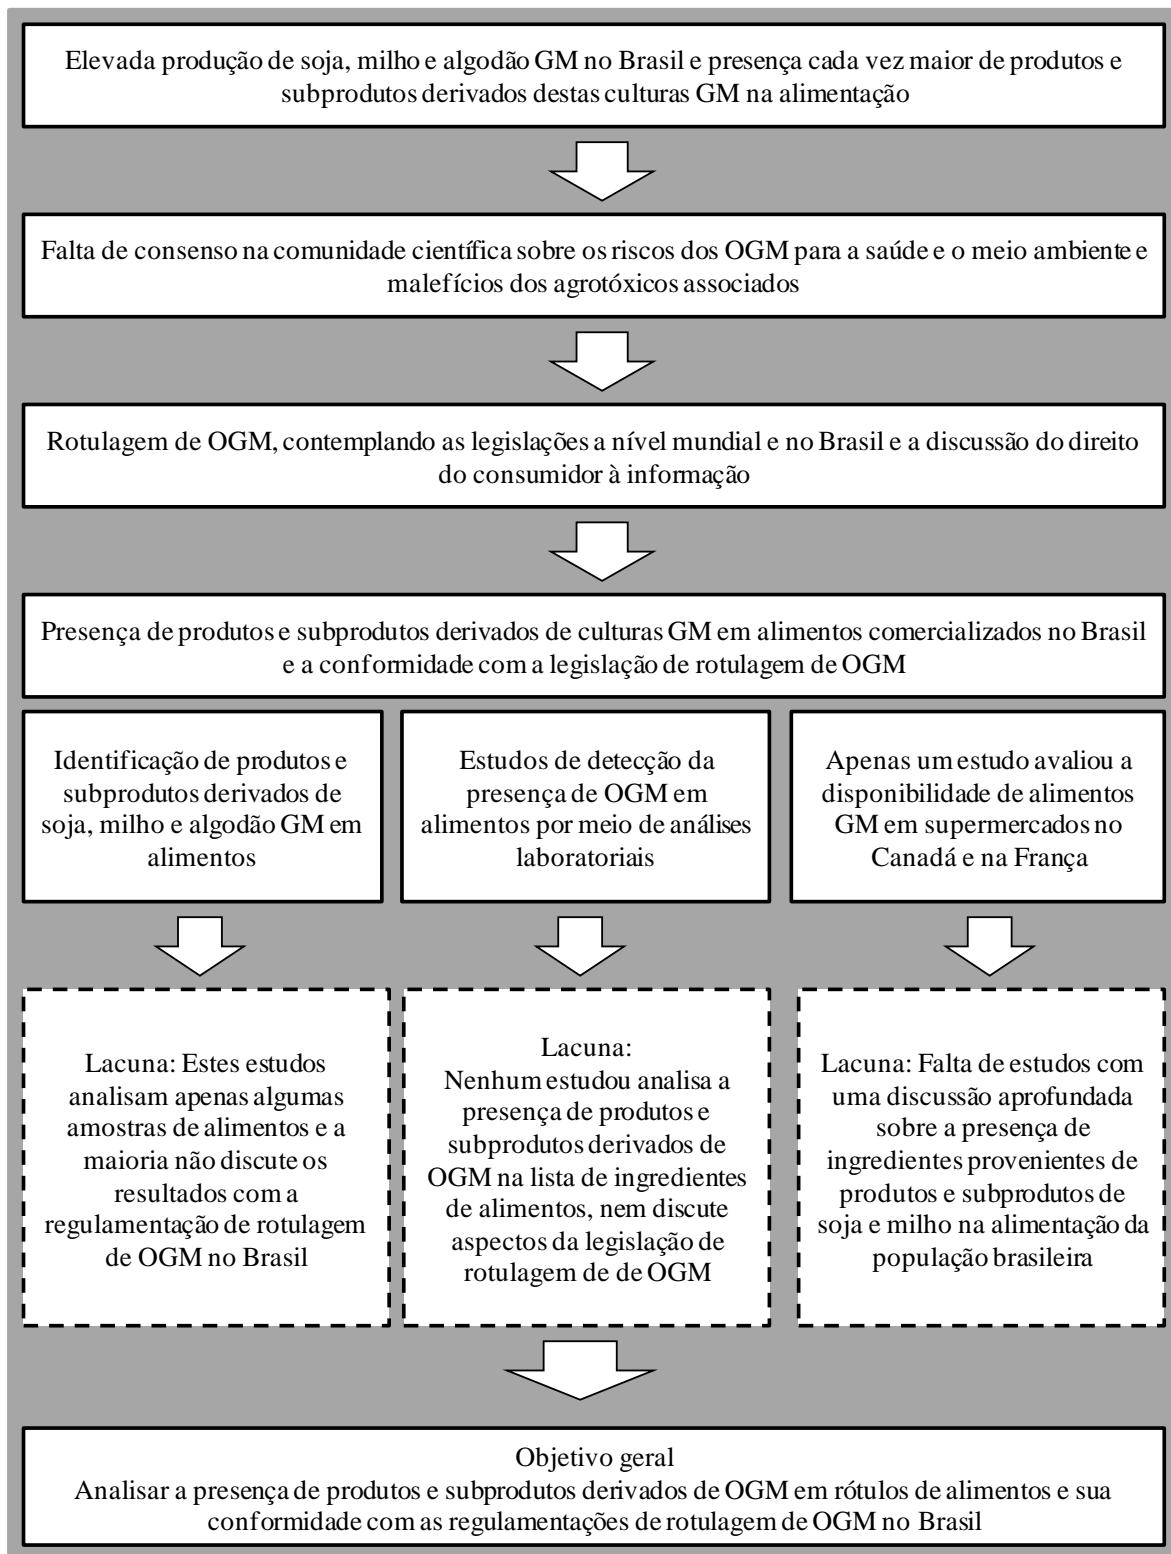 Elevada produção de soja, milho e algodão GM no Brasil e presença cada vez maior de produtos e
subprodutos derivados destas culturas GM na alimentação
Falta de consenso na comunidade científica sobre os riscos dos OGM para a saúde e o meio ambiente e
malefícios dos agrotóxicos associados
Rotulagem de OGM, contemplando as legislações a nível mundial e no Brasil e a discussão do direito
do consumidor à informação
Presença de produtos e subprodutos derivados de culturas GM em alimentos comercializados no Brasil
e a conformidade com a legislação de rotulagem de OGM
Identificação de produtos e
subprodutos derivados de
soja, milho e algodão GM em
alimentos
Estudos de detecção da
presença de OGM em
alimentos por meio de análises
laboratoriais
Apenas um estudo avaliou a
disponibilidade de alimentos
GM em supermercados no
Canadá e na França
Lacuna: Estes estudos
analisam apenas algumas
amostras de alimentos e a
maioria não discute os
resultados com a
regulamentação de rotulagem
de OGM no Brasil
Lacuna:
Nenhum estudou analisa a
presença de produtos e
subprodutos derivados de
OGM na lista de ingredientes
de alimentos, nem discute
aspectos da legislação de
rotulagem de de OGM
Lacuna: Falta de estudos com
uma discussão aprofundada
sobre a presença de
ingredientes provenientes de
produtos e subprodutos de
soja e milho na alimentação da
população brasileira
Objetivo geral
Analisar a presença de produtos e subprodutos derivados de OGM em rótulos de alimentos e sua
conformidade com as regulamentações de rotulagem de OGM no Brasil